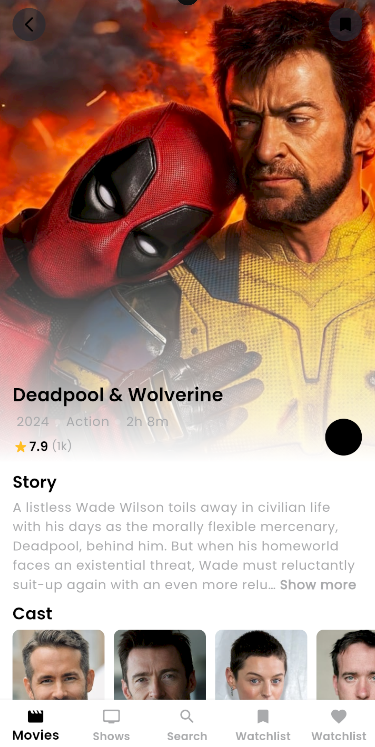 Deadpool & Wolverine
2024 Action 2h 8m
7.9 (1k)
Story
A listless Wade Wilson toils away in civilian life
with his days as the morally flexible mercenary,
Deadpool, behind him. But when his homeworld
faces an existential threat, Wade must reluctantly
suit-up again with an even more relu... Show more
Cast
Movies Shows Search Watchlist Watchlist